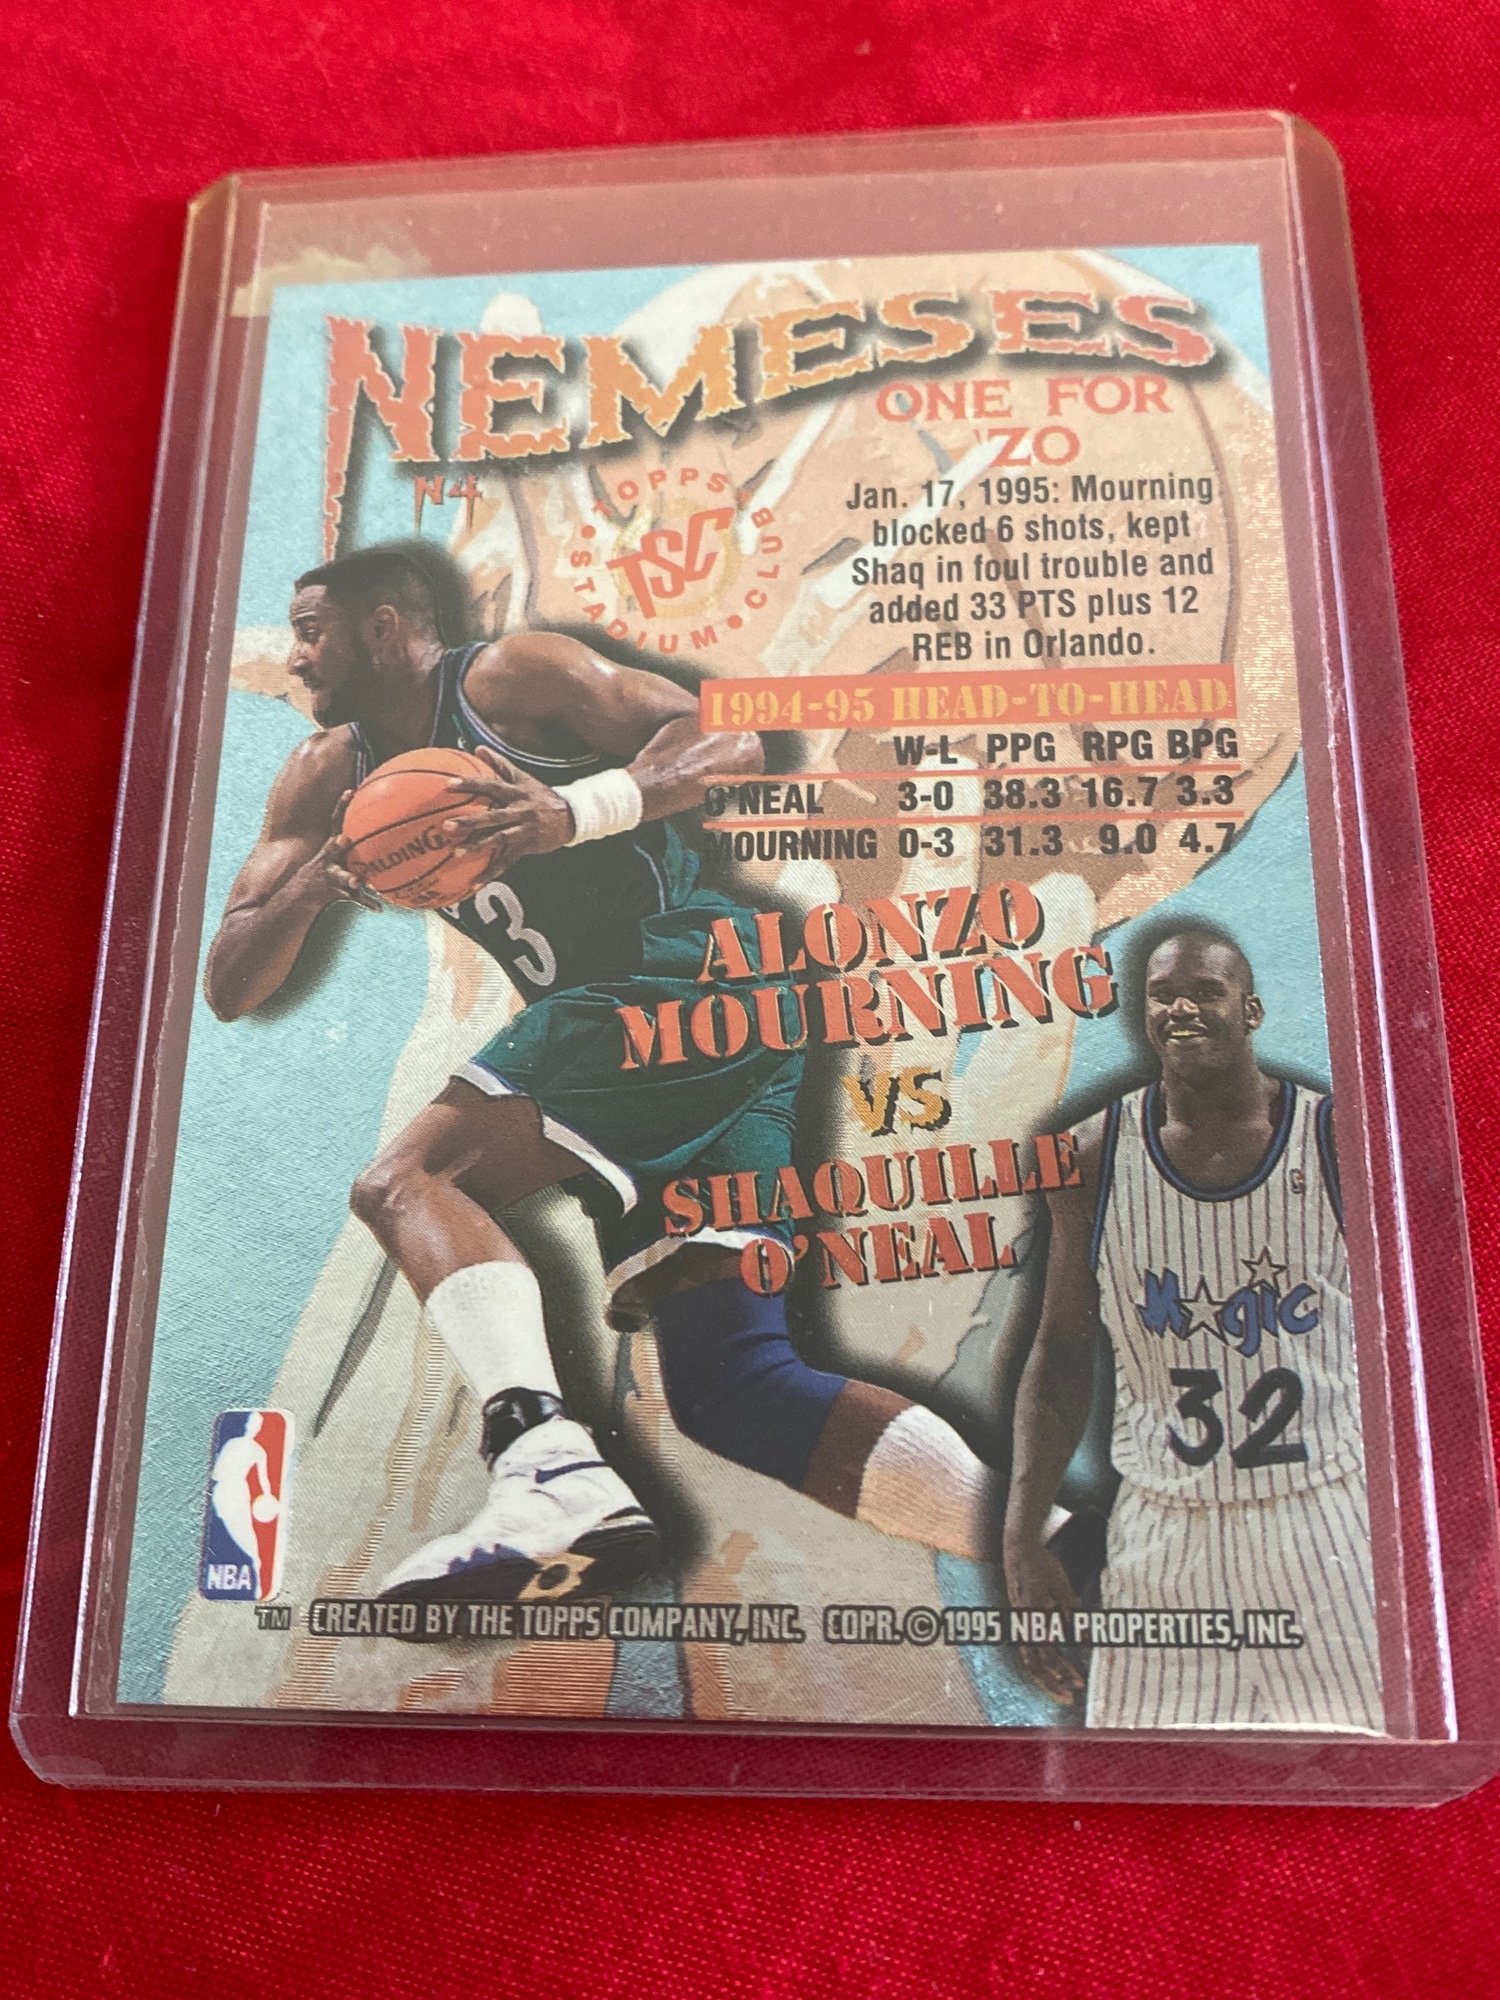 NEMESES
N4
TOPPS • STADIUM • CLUB
TSC
ONE FOR
'ZO
Jan. 17, 1995: Mourning
blocked 6 shots, kept
Shaq in foul trouble and
added 33 PTS plus 12
REB in Orlando.
1994-95 HEAD-TO-HEAD
W-L PPG RPG BPG
O'NEAL 3-0 38.3 16.7 3.3
MOURNING 0-3 31.3 9.0 4.7
SPALDING
33
ALONZO
MOURNING
VS
SHAQUILLE
O'NEAL
Magic
32
NBA
TM CREATED BY THE TOPPS COMPANY, INC. COPR. © 1995 NBA PROPERTIES, INC.